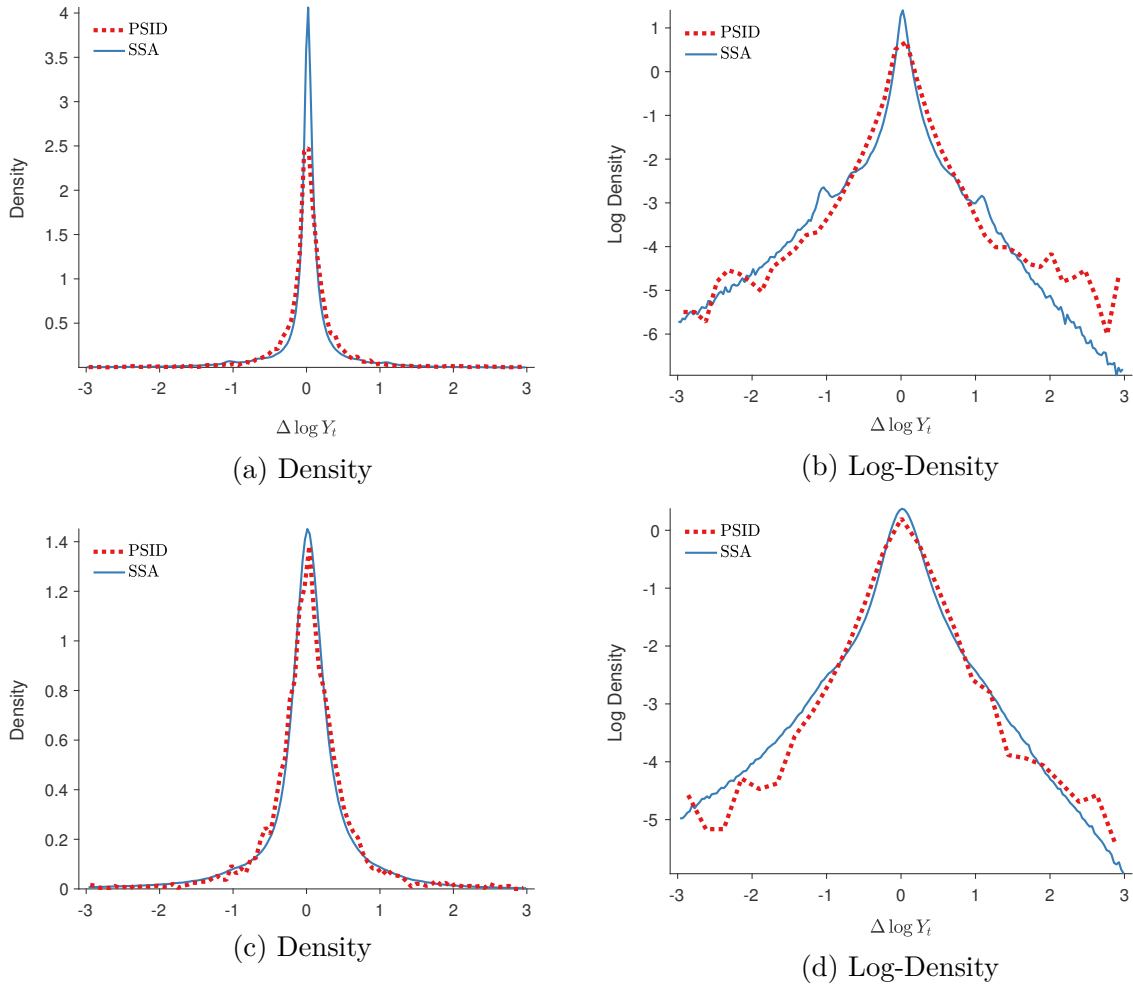 PSID
SSA
4
3.5
3
2.5
2
1.5
1
0.5
Density
-3 -2 -1 0 1 2 3
Δ log Y_t
(a) Density
PSID
SSA
1
0
-1
-2
-3
-4
-5
-6
Log Density
-3 -2 -1 0 1 2 3
Δ log Y_t
(b) Log-Density
PSID
SSA
1.4
1.2
1
0.8
0.6
0.4
0.2
0
Density
-3 -2 -1 0 1 2 3
(c) Density
PSID
SSA
0
-1
-2
-3
-4
-5
Log Density
-3 -2 -1 0 1 2 3
Δ log Y_t
(d) Log-Density